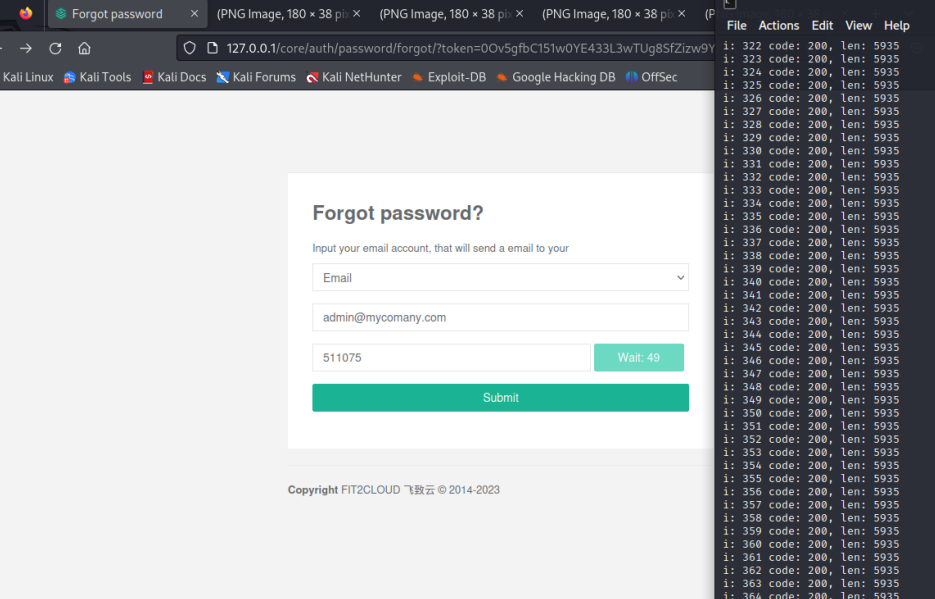 Forgot password?
(PNG Image, 180 × 38 pi
(PNG Image, 180 × 38 pi
(PNG Image, 180 × 38 pi
127.0.0.1/core/auth/password/forgot/?token=0Ov5gfbC151w0YE433L3wTUg8SfZizw9Y
Kali Linux
Kali Tools
Kali Docs
Kali Forums
Kali NetHunter
Exploit-DB
Google Hacking DB
OffSec
Forgot password?
Input your email account, that will send a email to your
Email
admin@mycomany.com
511075
Wait: 49
Submit
Copyright FIT2CLOUD 飞致云 © 2014-2023
File Actions Edit View Help
i: 322 code: 200, len: 5935
i: 323 code: 200, len: 5935
i: 324 code: 200, len: 5935
i: 325 code: 200, len: 5935
i: 326 code: 200, len: 5935
i: 327 code: 200, len: 5935
i: 328 code: 200, len: 5935
i: 329 code: 200, len: 5935
i: 330 code: 200, len: 5935
i: 331 code: 200, len: 5935
i: 332 code: 200, len: 5935
i: 333 code: 200, len: 5935
i: 334 code: 200, len: 5935
i: 335 code: 200, len: 5935
i: 336 code: 200, len: 5935
i: 337 code: 200, len: 5935
i: 338 code: 200, len: 5935
i: 339 code: 200, len: 5935
i: 340 code: 200, len: 5935
i: 341 code: 200, len: 5935
i: 342 code: 200, len: 5935
i: 343 code: 200, len: 5935
i: 344 code: 200, len: 5935
i: 345 code: 200, len: 5935
i: 346 code: 200, len: 5935
i: 347 code: 200, len: 5935
i: 348 code: 200, len: 5935
i: 349 code: 200, len: 5935
i: 350 code: 200, len: 5935
i: 351 code: 200, len: 5935
i: 352 code: 200, len: 5935
i: 353 code: 200, len: 5935
i: 354 code: 200, len: 5935
i: 355 code: 200, len: 5935
i: 356 code: 200, len: 5935
i: 357 code: 200, len: 5935
i: 358 code: 200, len: 5935
i: 359 code: 200, len: 5935
i: 360 code: 200, len: 5935
i: 361 code: 200, len: 5935
i: 362 code: 200, len: 5935
i: 363 code: 200, len: 5935
i: 364 code: 200, len: 5935